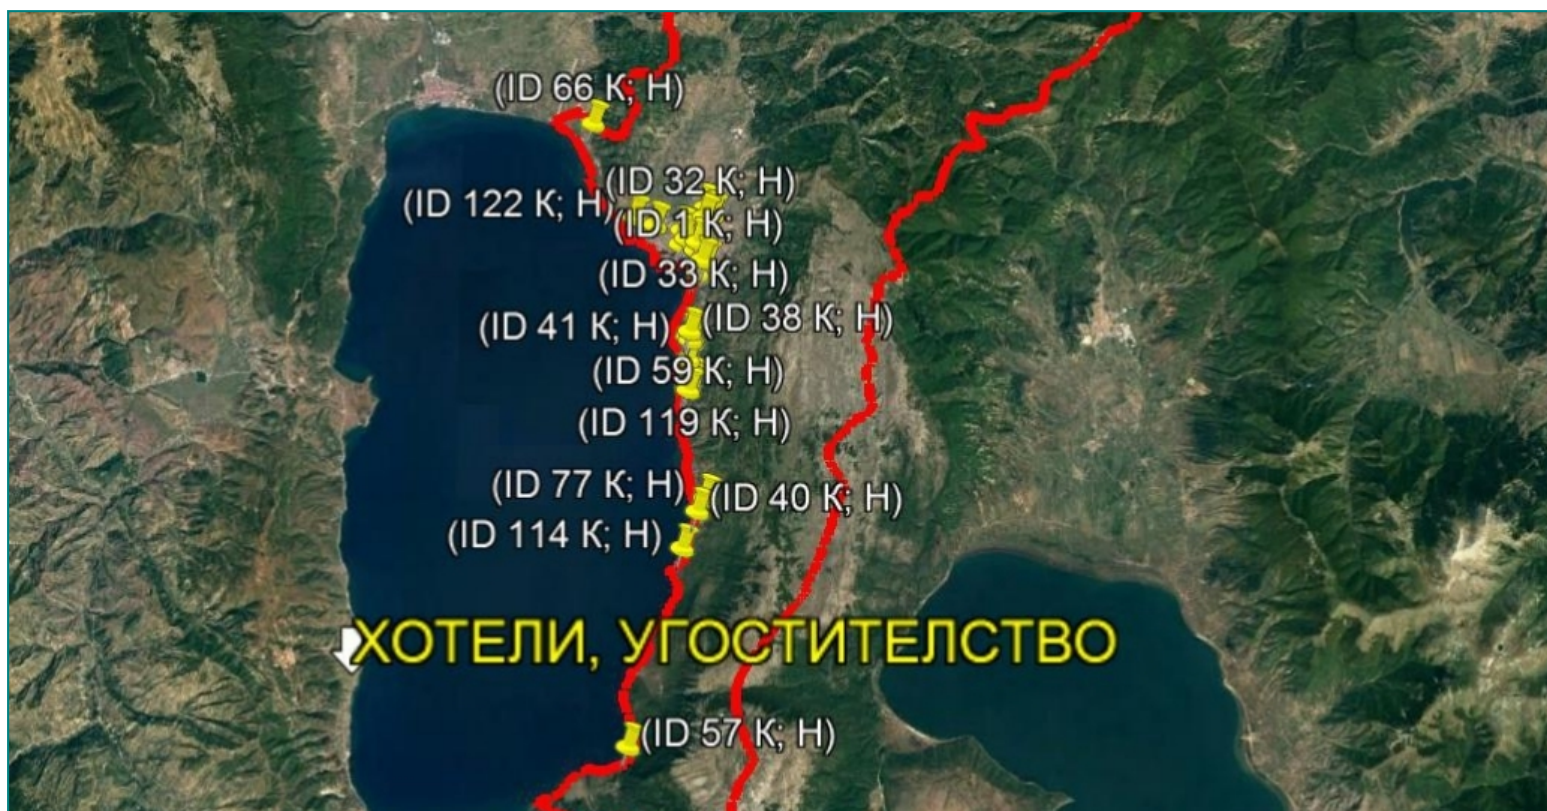 (ID 66 К; Н)
(ID 32 К; Н)
(ID 122 К; Н)
(ID 1 К; Н)
(ID 33 К; Н)
(ID 38 К; Н)
(ID 41 К; Н)
(ID 59 К; Н)
(ID 119 К; Н)
(ID 77 К; Н)
(ID 40 К; Н)
(ID 114 К; Н)
ХОТЕЛИ, УГОСТИТЕЛСТВО
(ID 57 К; Н)